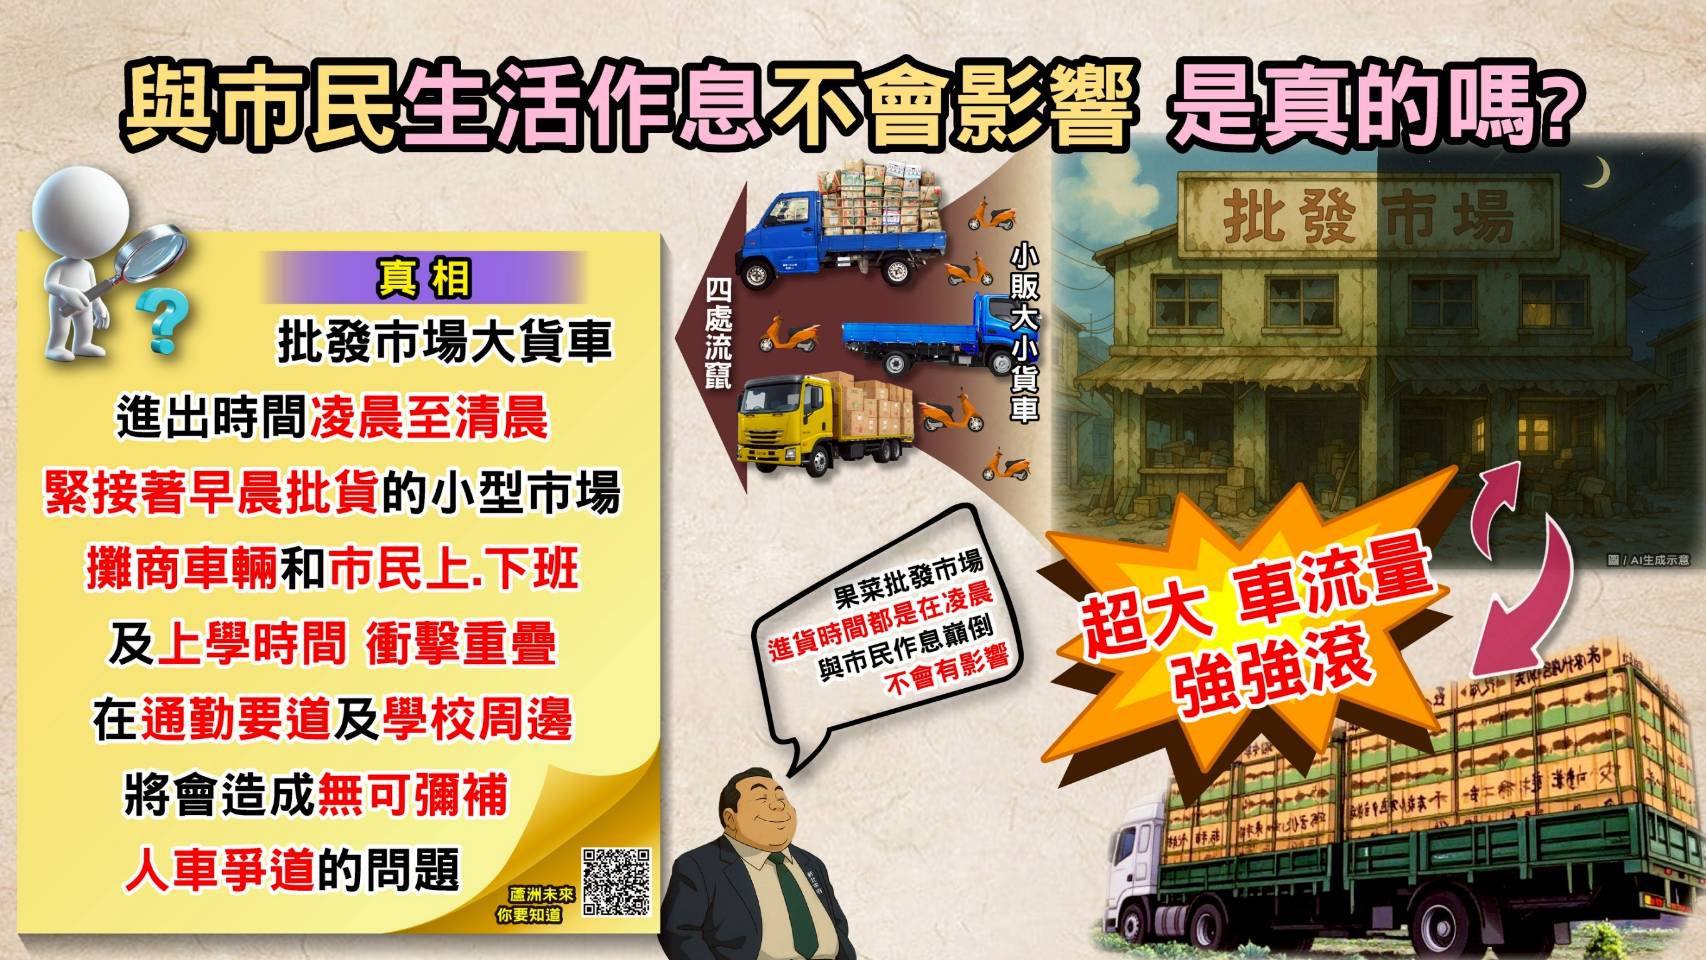 與市民生活作息不會影響 是真的嗎?
真相
批發市場大貨車
進出時間凌晨至清晨
緊接著早晨批貨的小型市場
攤商車輛和市民上.下班
及上學時間 衝擊重疊
在通勤要道及學校周邊
將會造成無可彌補
人車爭道的問題
蘆洲未來
你要知道
四處流竄
小販大小貨車
批發市場
圖/AI生成示意
超大 車流量
強強滾
果菜批發市場
進貨時間都是在凌晨
與市民作息巔倒
不會有影響